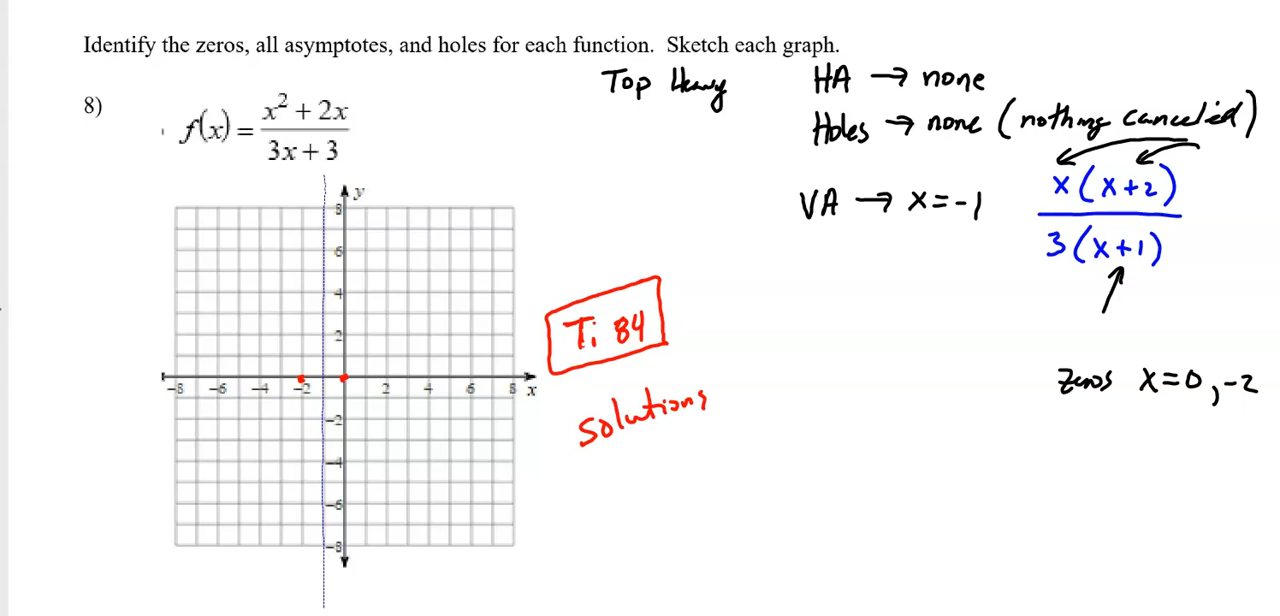 Identify the zeros, all asymptotes, and holes for each function. Sketch each graph.
Top Heavy
HA → none
8)
f(x) = (x² + 2x)/(3x + 3)
Holes → none (nothing canceled)
VA → x = -1
x(x+2)
3(x+1)
y
8
6
4
2
-8 -6 -4 -2 2 4 6 8 x
-2
-4
-6
-8
Ti 84
solutions
zeros x=0, -2